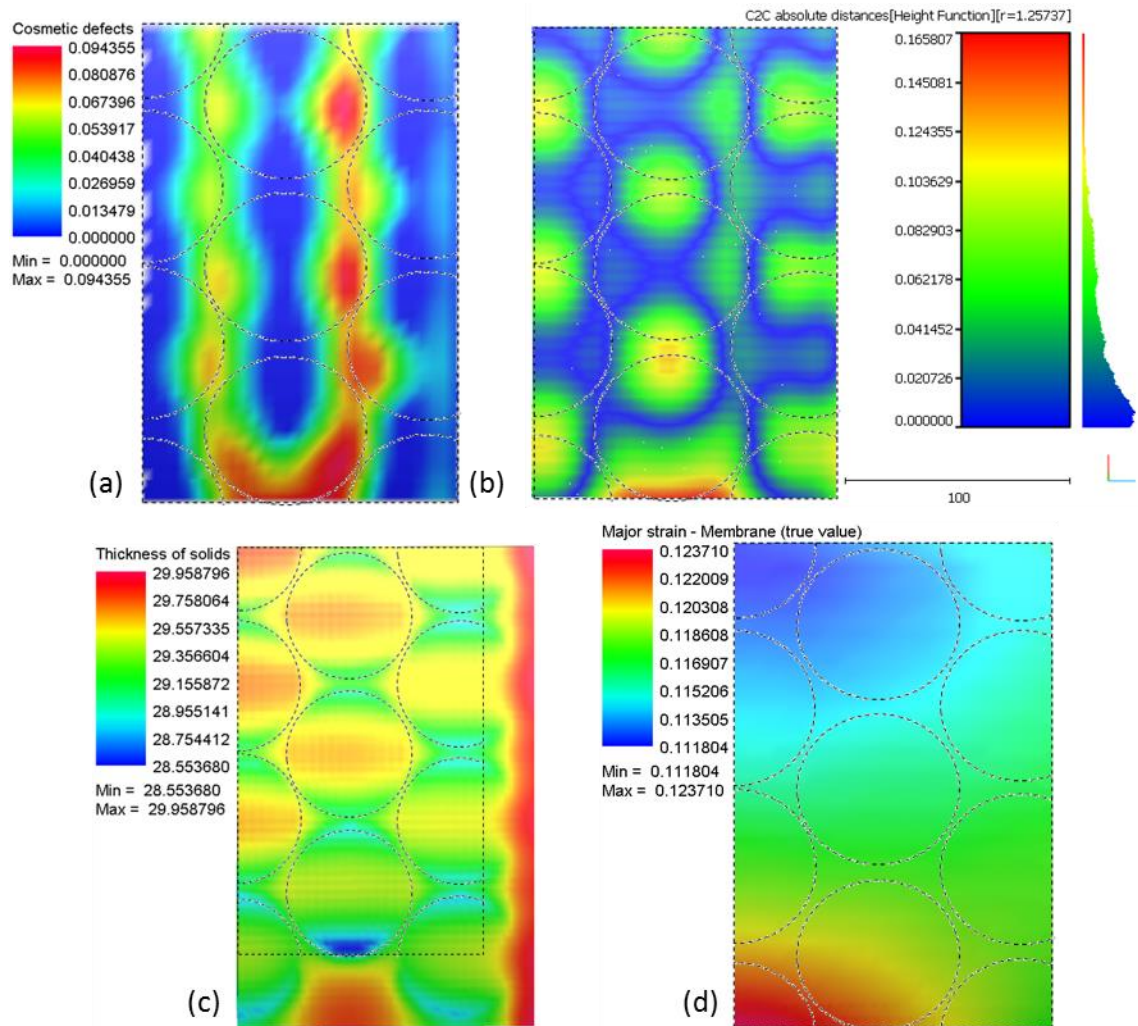 Cosmetic defects
0.094355
0.080876
0.067396
0.053917
0.040438
0.026959
0.013479
0.000000
Min = 0.000000
Max = 0.094355
(a)
C2C absolute distances[Height Function][r=1.25737]
0.165807
0.145081
0.124355
0.103629
0.082903
0.062178
0.041452
0.020726
0.000000
100
(b)
Thickness of solids
29.958796
29.758064
29.557335
29.356604
29.155872
28.955141
28.754412
28.553680
Min = 28.553680
Max = 29.958796
(c)
Major strain - Membrane (true value)
0.123710
0.122009
0.120308
0.118608
0.116907
0.115206
0.113505
0.111804
Min = 0.111804
Max = 0.123710
(d)